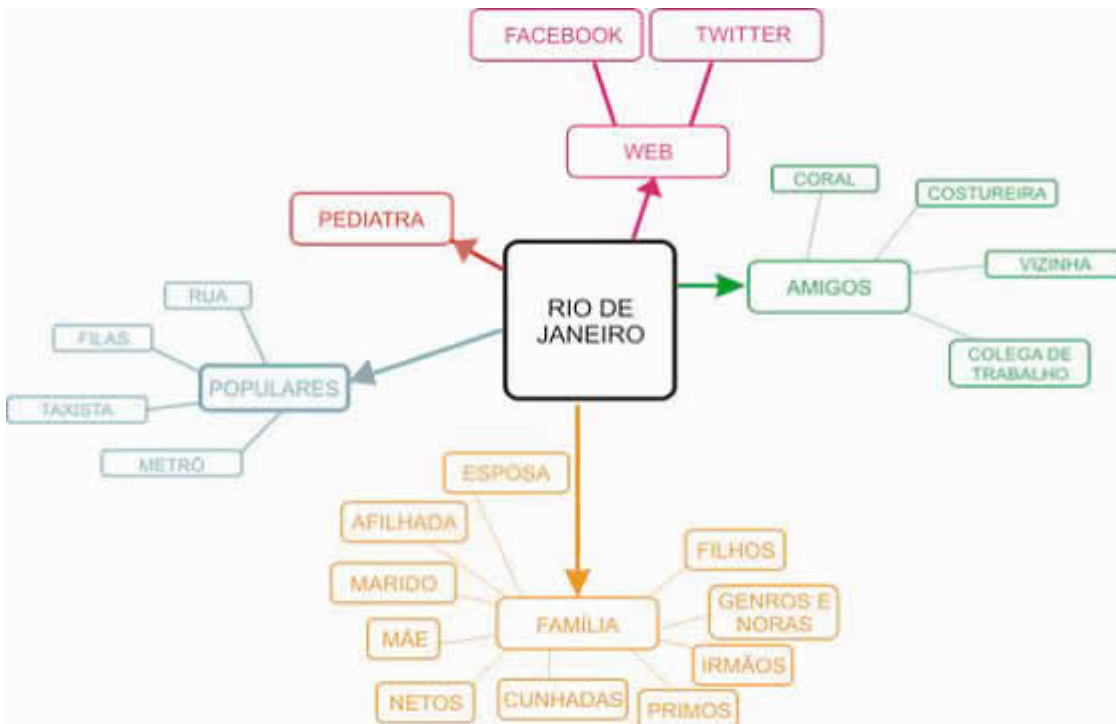 FACEBOOK
TWITTER
WEB
CORAL
COSTUREIRA
PEDIATRA
VIZINHA
RUA
RIO DE
JANEIRO
AMIGOS
FILAS
COLEGA DE
TRABALHO
POPULARES
TAXISTA
METRÔ
ESPOSA
AFILHADA
FILHOS
MARIDO
GENROS E
NORAS
FAMÍLIA
MÃE
IRMÃOS
NETOS
CUNHADAS
PRIMOS